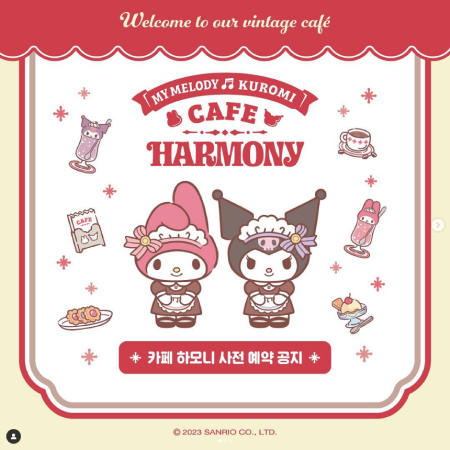 Welcome to our vintage café
MY MELODY ♫ KUROMI
CAFE
HARMONY
CAFE
카페 하모니 사전 예약 공지
© 2023 SANRIO CO., LTD.